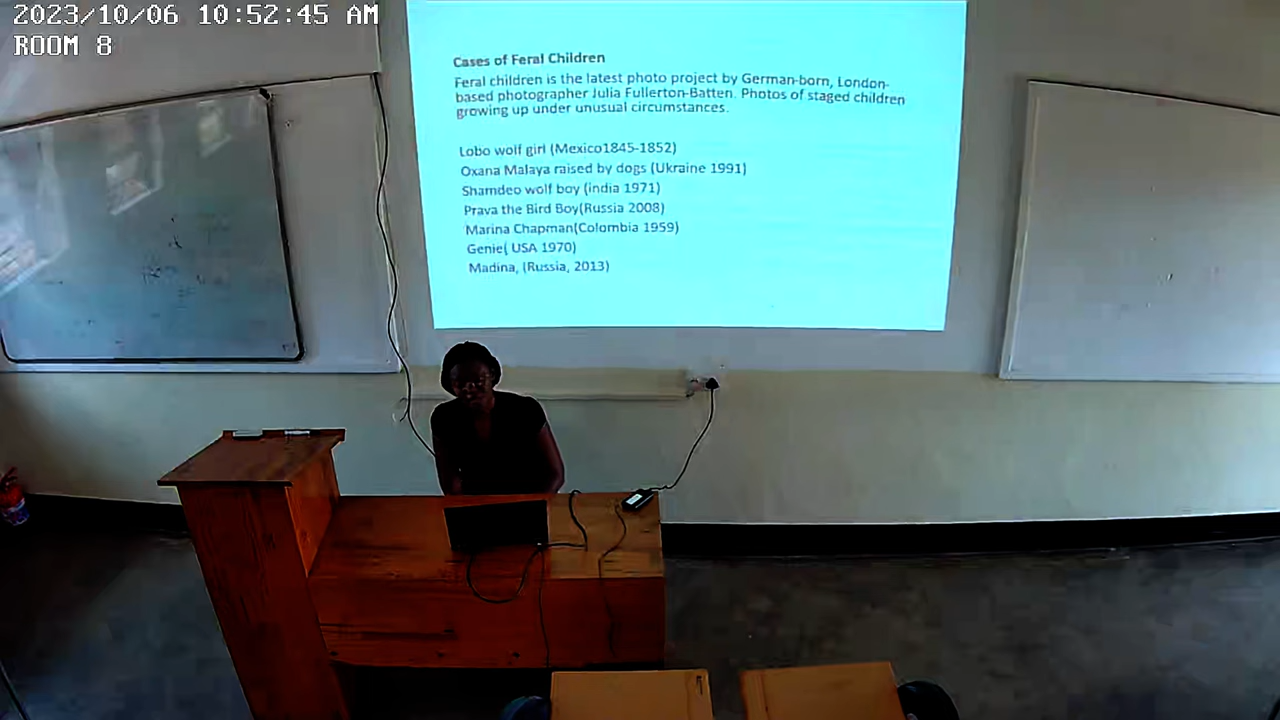 2023/10/06 10:52:45 AM
ROOM 8
Cases of Feral Children
Feral children is the latest photo project by German-born, London-
based photographer Julia Fullerton-Batten. Photos of staged children
growing up under unusual circumstances.
Lobo wolf girl (Mexico1845-1852)
Oxana Malaya raised by dogs (Ukraine 1991)
Shamdeo wolf boy (india 1971)
Prava the Bird Boy(Russia 2008)
Marina Chapman(Colombia 1959)
Genie( USA 1970)
Madina, (Russia, 2013)